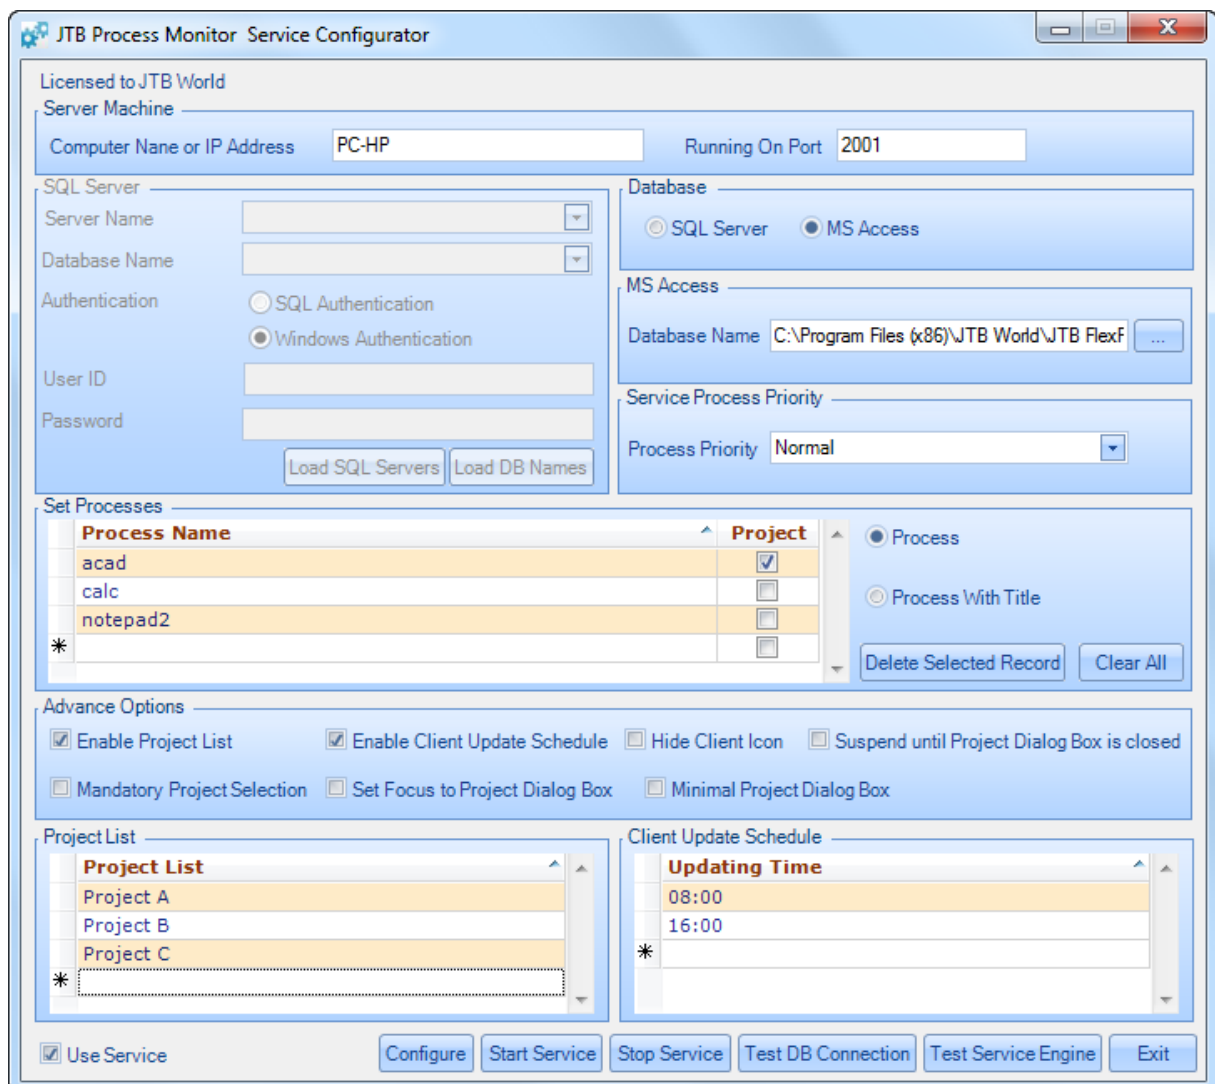 JTB Process Monitor  Service Configurator
Licensed to JTB World
Server Machine
Computer Nane or IP Address PC-HP Running On Port 2001
SQL Server
Server Name
Database Name
Authentication SQL Authentication
Windows Authentication
User ID
Password
Load SQL Servers Load DB Names
Database
SQL Server MS Access
MS Access
Database Name C:\Program Files (x86)\JTB World\JTB FlexF ...
Service Process Priority
Process Priority Normal
Set Processes
Process Name Project
acad
calc
notepad2
*
Process
Process With Title
Delete Selected Record Clear All
Advance Options
Enable Project List Enable Client Update Schedule Hide Client Icon Suspend until Project Dialog Box is closed
Mandatory Project Selection Set Focus to Project Dialog Box Minimal Project Dialog Box
Project List
Project List
Project A
Project B
Project C
*
Client Update Schedule
Updating Time
08:00
16:00
*
Use Service Configure Start Service Stop Service Test DB Connection Test Service Engine Exit